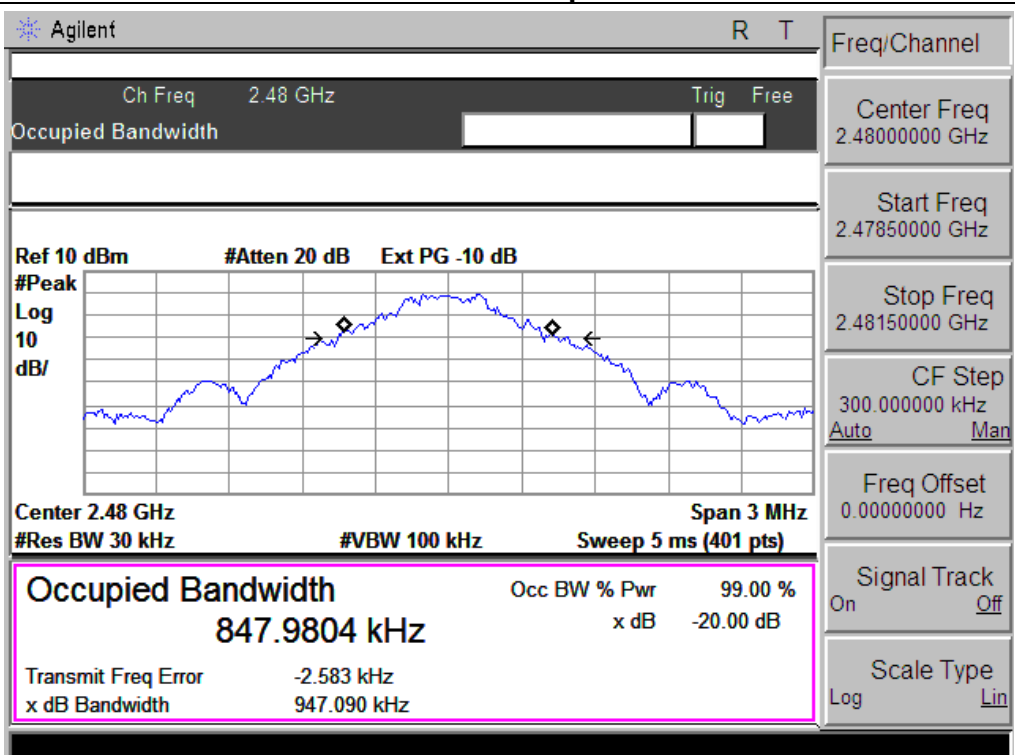 Agilent R T
Ch Freq 2.48 GHz Trig Free
Occupied Bandwidth
Ref 10 dBm #Atten 20 dB Ext PG -10 dB
#Peak
Log
10
dB/
Center 2.48 GHz Span 3 MHz
#Res BW 30 kHz #VBW 100 kHz Sweep 5 ms (401 pts)
Occupied Bandwidth Occ BW % Pwr 99.00 %
847.9804 kHz x dB -20.00 dB
Transmit Freq Error -2.583 kHz
x dB Bandwidth 947.090 kHz
Freq/Channel
Center Freq
2.48000000 GHz
Start Freq
2.47850000 GHz
Stop Freq
2.48150000 GHz
CF Step
300.000000 kHz
Auto Man
Freq Offset
0.00000000 Hz
Signal Track
On Off
Scale Type
Log Lin